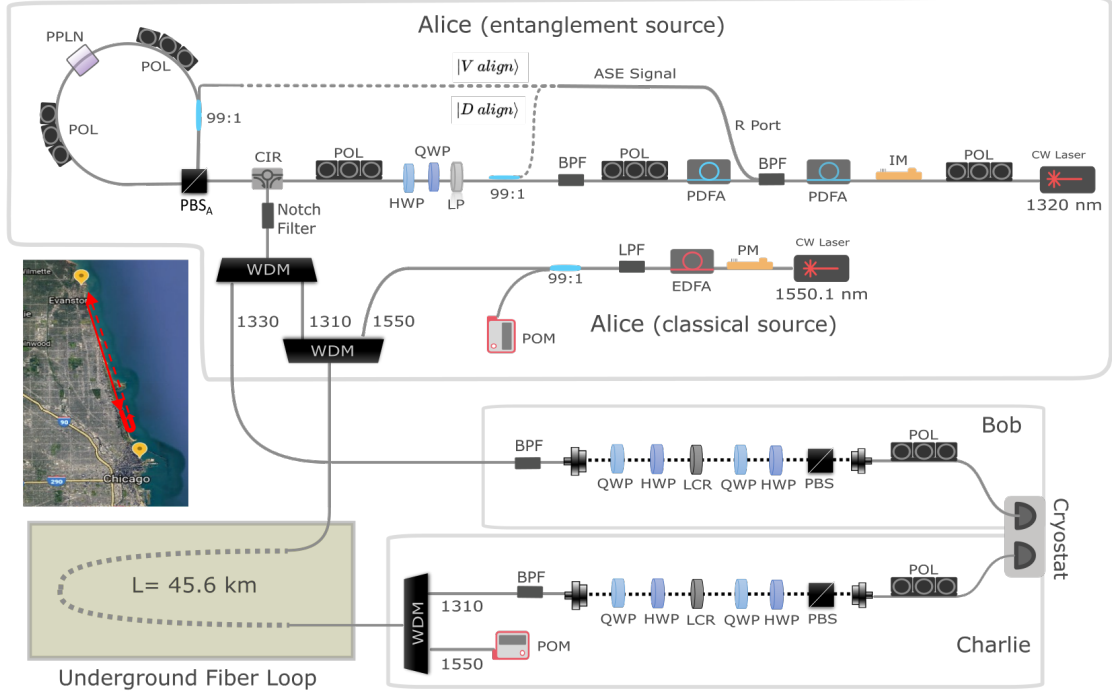 Alice (entanglement source)
PPLN
POL
POL
99:1
|V align⟩
|D align⟩
ASE Signal
R Port
CIR
POL
QWP
HWP
LP
99:1
BPF
POL
PDFA
BPF
PDFA
IM
POL
CW Laser
1320 nm
PBS_A
Notch
Filter
WDM
1330
1310
1550
WDM
99:1
POM
LPF
EDFA
PM
CW Laser
1550.1 nm
Alice (classical source)
Evanston
90
290
Chicago
L= 45.6 km
Underground Fiber Loop
Bob
BPF
QWP
HWP
LCR
QWP
HWP
PBS
POL
Cryostat
WDM
1310
1550
BPF
POM
QWP
HWP
LCR
QWP
HWP
PBS
POL
Charlie